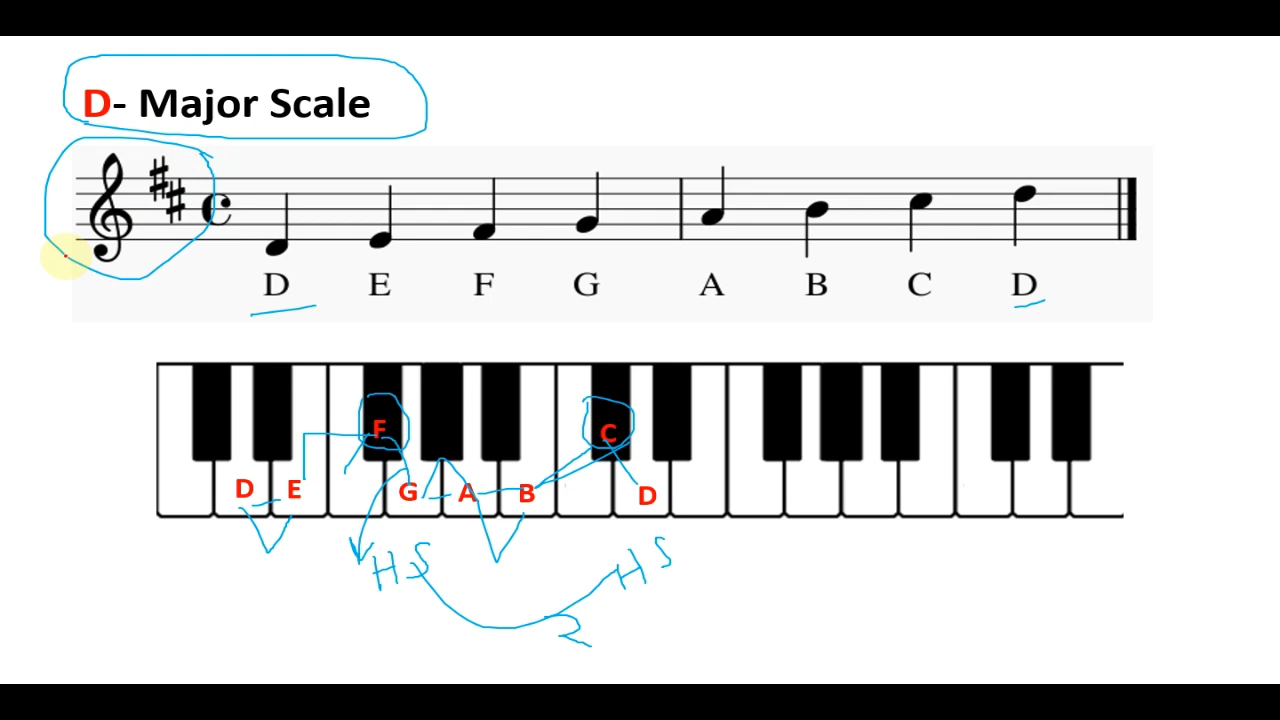 D- Major Scale
D E F G A B C D
F C
D E G A B D
HS HS
2